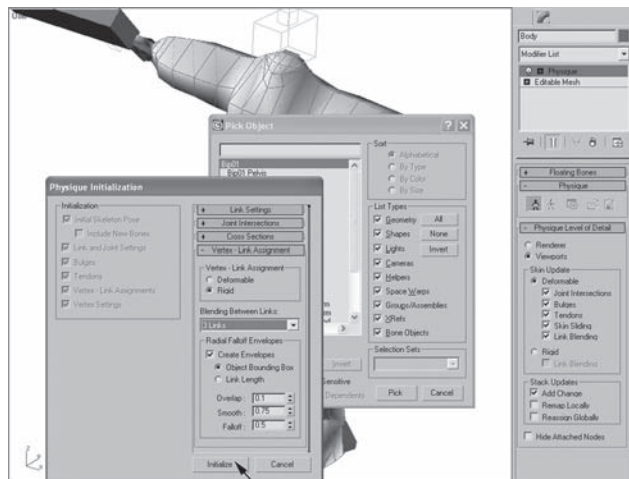 Body
Modifier List
Physique
Editable Mesh
Floating Bones
Physique
Physique Level of Detail
Renderer
Viewports
Skin Update
Deformable
Joint Intersections
Bulges
Tendons
Skin Sliding
Link Blending
Rigid
Link Blending
Stack Updates
Add Change
Remap Locally
Reassign Globally
Hide Attached Nodes
Pick Object
Bip01
Bip01 Pelvis
Sort
Alphabetical
By Type
By Color
By Size
List Types
Geometry
All
Shapes
None
Lights
Invert
Cameras
Helpers
Space Warps
Groups/Assemblies
XRefs
Bone Objects
Selection Sets
Invert
Sensitive
Dependents
Pick
Cancel
Physique Initialization
Initialization
Initial Skeleton Pose
Include New Bones
Link and Joint Settings
Bulges
Tendons
Vertex - Link Assignments
Vertex Settings
Link Settings
Joint Intersections
Cross Sections
Vertex - Link Assignment
Vertex - Link Assignment
Deformable
Rigid
Blending Between Links:
3 Links
Radial Falloff Envelopes
Create Envelopes
Object Bounding Box
Link Length
Overlap : 0.1
Smooth : 0.75
Falloff : 0.5
Initialize
Cancel